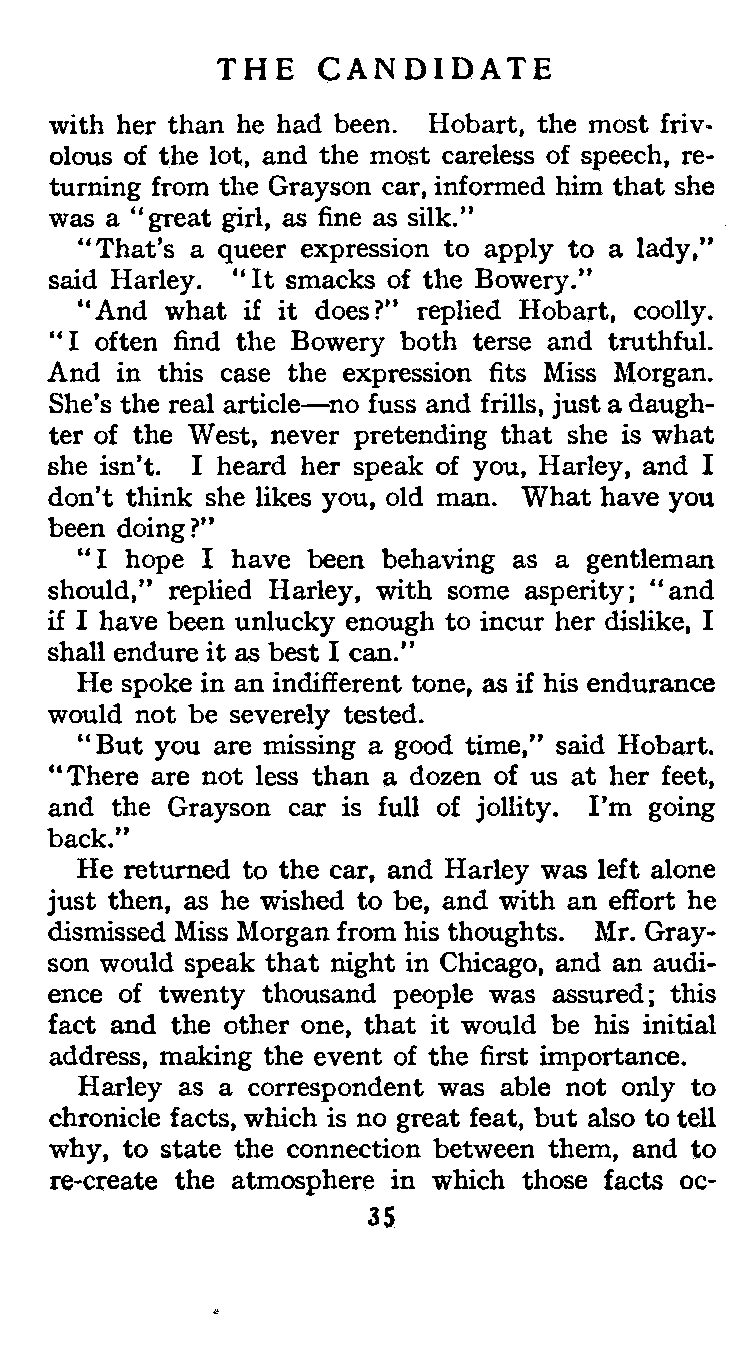 THE CANDIDATE
with her than he had been. Hobart, the most friv-
olous of the lot, and the most careless of speech, re-
turning from the Grayson car, informed him that she
was a "great girl, as fine as silk."
"That's a queer expression to apply to a lady,"
said Harley. "It smacks of the Bowery."
"And what if it does?" replied Hobart, coolly.
"I often find the Bowery both terse and truthful.
And in this case the expression fits Miss Morgan.
She's the real article—no fuss and frills, just a daugh-
ter of the West, never pretending that she is what
she isn't. I heard her speak of you, Harley, and I
don't think she likes you, old man. What have you
been doing?"
"I hope I have been behaving as a gentleman
should," replied Harley, with some asperity; "and
if I have been unlucky enough to incur her dislike, I
shall endure it as best I can."
He spoke in an indifferent tone, as if his endurance
would not be severely tested.
"But you are missing a good time," said Hobart.
"There are not less than a dozen of us at her feet,
and the Grayson car is full of jollity. I'm going
back."
He returned to the car, and Harley was left alone
just then, as he wished to be, and with an effort he
dismissed Miss Morgan from his thoughts. Mr. Gray-
son would speak that night in Chicago, and an audi-
ence of twenty thousand people was assured; this
fact and the other one, that it would be his initial
address, making the event of the first importance.
Harley as a correspondent was able not only to
chronicle facts, which is no great feat, but also to tell
why, to state the connection between them, and to
re-create the atmosphere in which those facts oc-
35